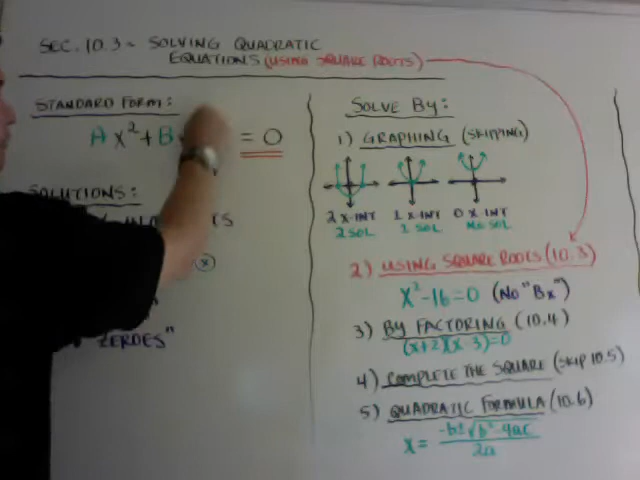 SEC. 10.3 = SOLVING QUADRATIC
EQUATIONS (USING SQUARE ROOTS)
STANDARD FORM:
Ax² + B = 0
SOLUTIONS:
(x)
ZEROES"
SOLVE BY:
1) GRAPHING (SKIPPING)
2 X-INT 1 X-INT 0 X-INT
2 SOL 1 SOL NO SOL
2) USING SQUARE ROOTS (10.3)
x²-16=0 (No "Bx")
3) BY FACTORING (10.4)
(x+2)(x-3)=0
4) COMPLETE THE SQUARE (SKIP 10.5)
5) QUADRATIC FORMULA (10.6)
x = -b±√b²-4ac
2a